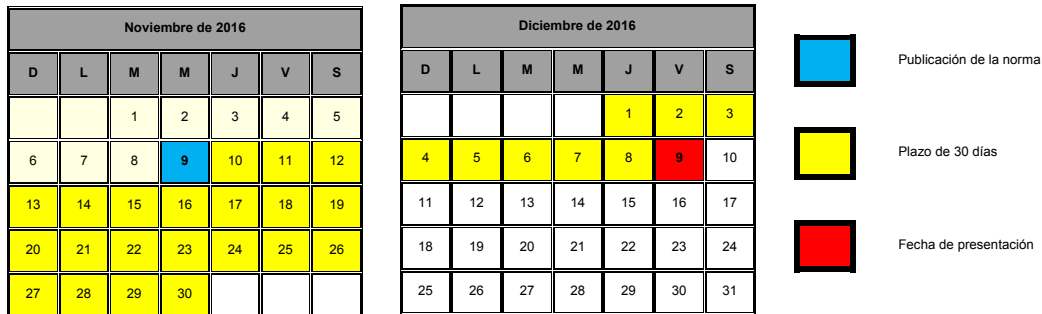 Noviembre de 2016
D L M M J V S
1 2 3 4 5
6 7 8 9 10 11 12
13 14 15 16 17 18 19
20 21 22 23 24 25 26
27 28 29 30
Diciembre de 2016
D L M M J V S
1 2 3
4 5 6 7 8 9 10
11 12 13 14 15 16 17
18 19 20 21 22 23 24
25 26 27 28 29 30 31
Publicación de la norma
Plazo de 30 días
Fecha de presentación